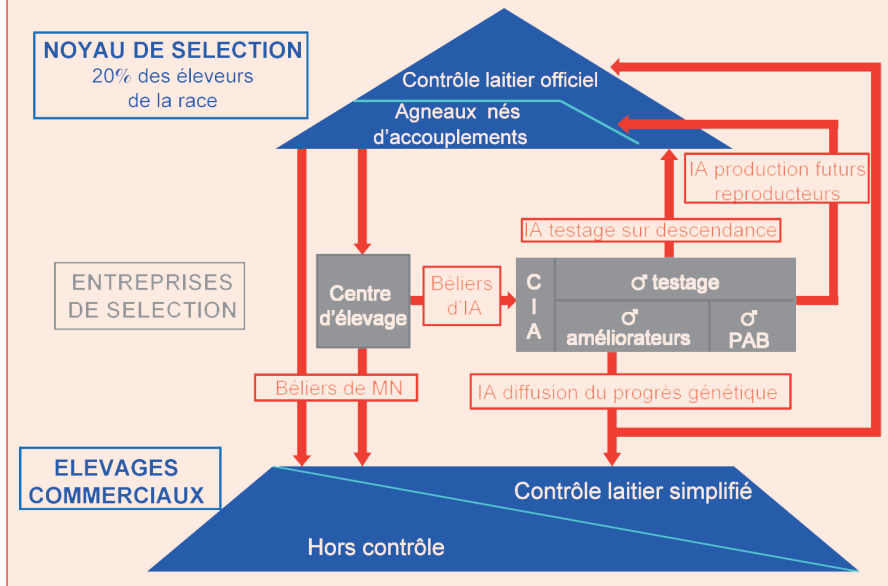 NOYAU DE SELECTION
20% des éleveurs
de la race
Contrôle laitier officiel
Agneaux nés
d'accouplements
IA production futurs
reproducteurs
IA testage sur descendance
ENTREPRISES
DE SELECTION
Centre
d'élevage
Béliers
d'IA
C
I
A
♂ testage
♂
améliorateurs
♂
PAB
Béliers de MN
IA diffusion du progrès génétique
ELEVAGES
COMMERCIAUX
Contrôle laitier simplifié
Hors contrôle